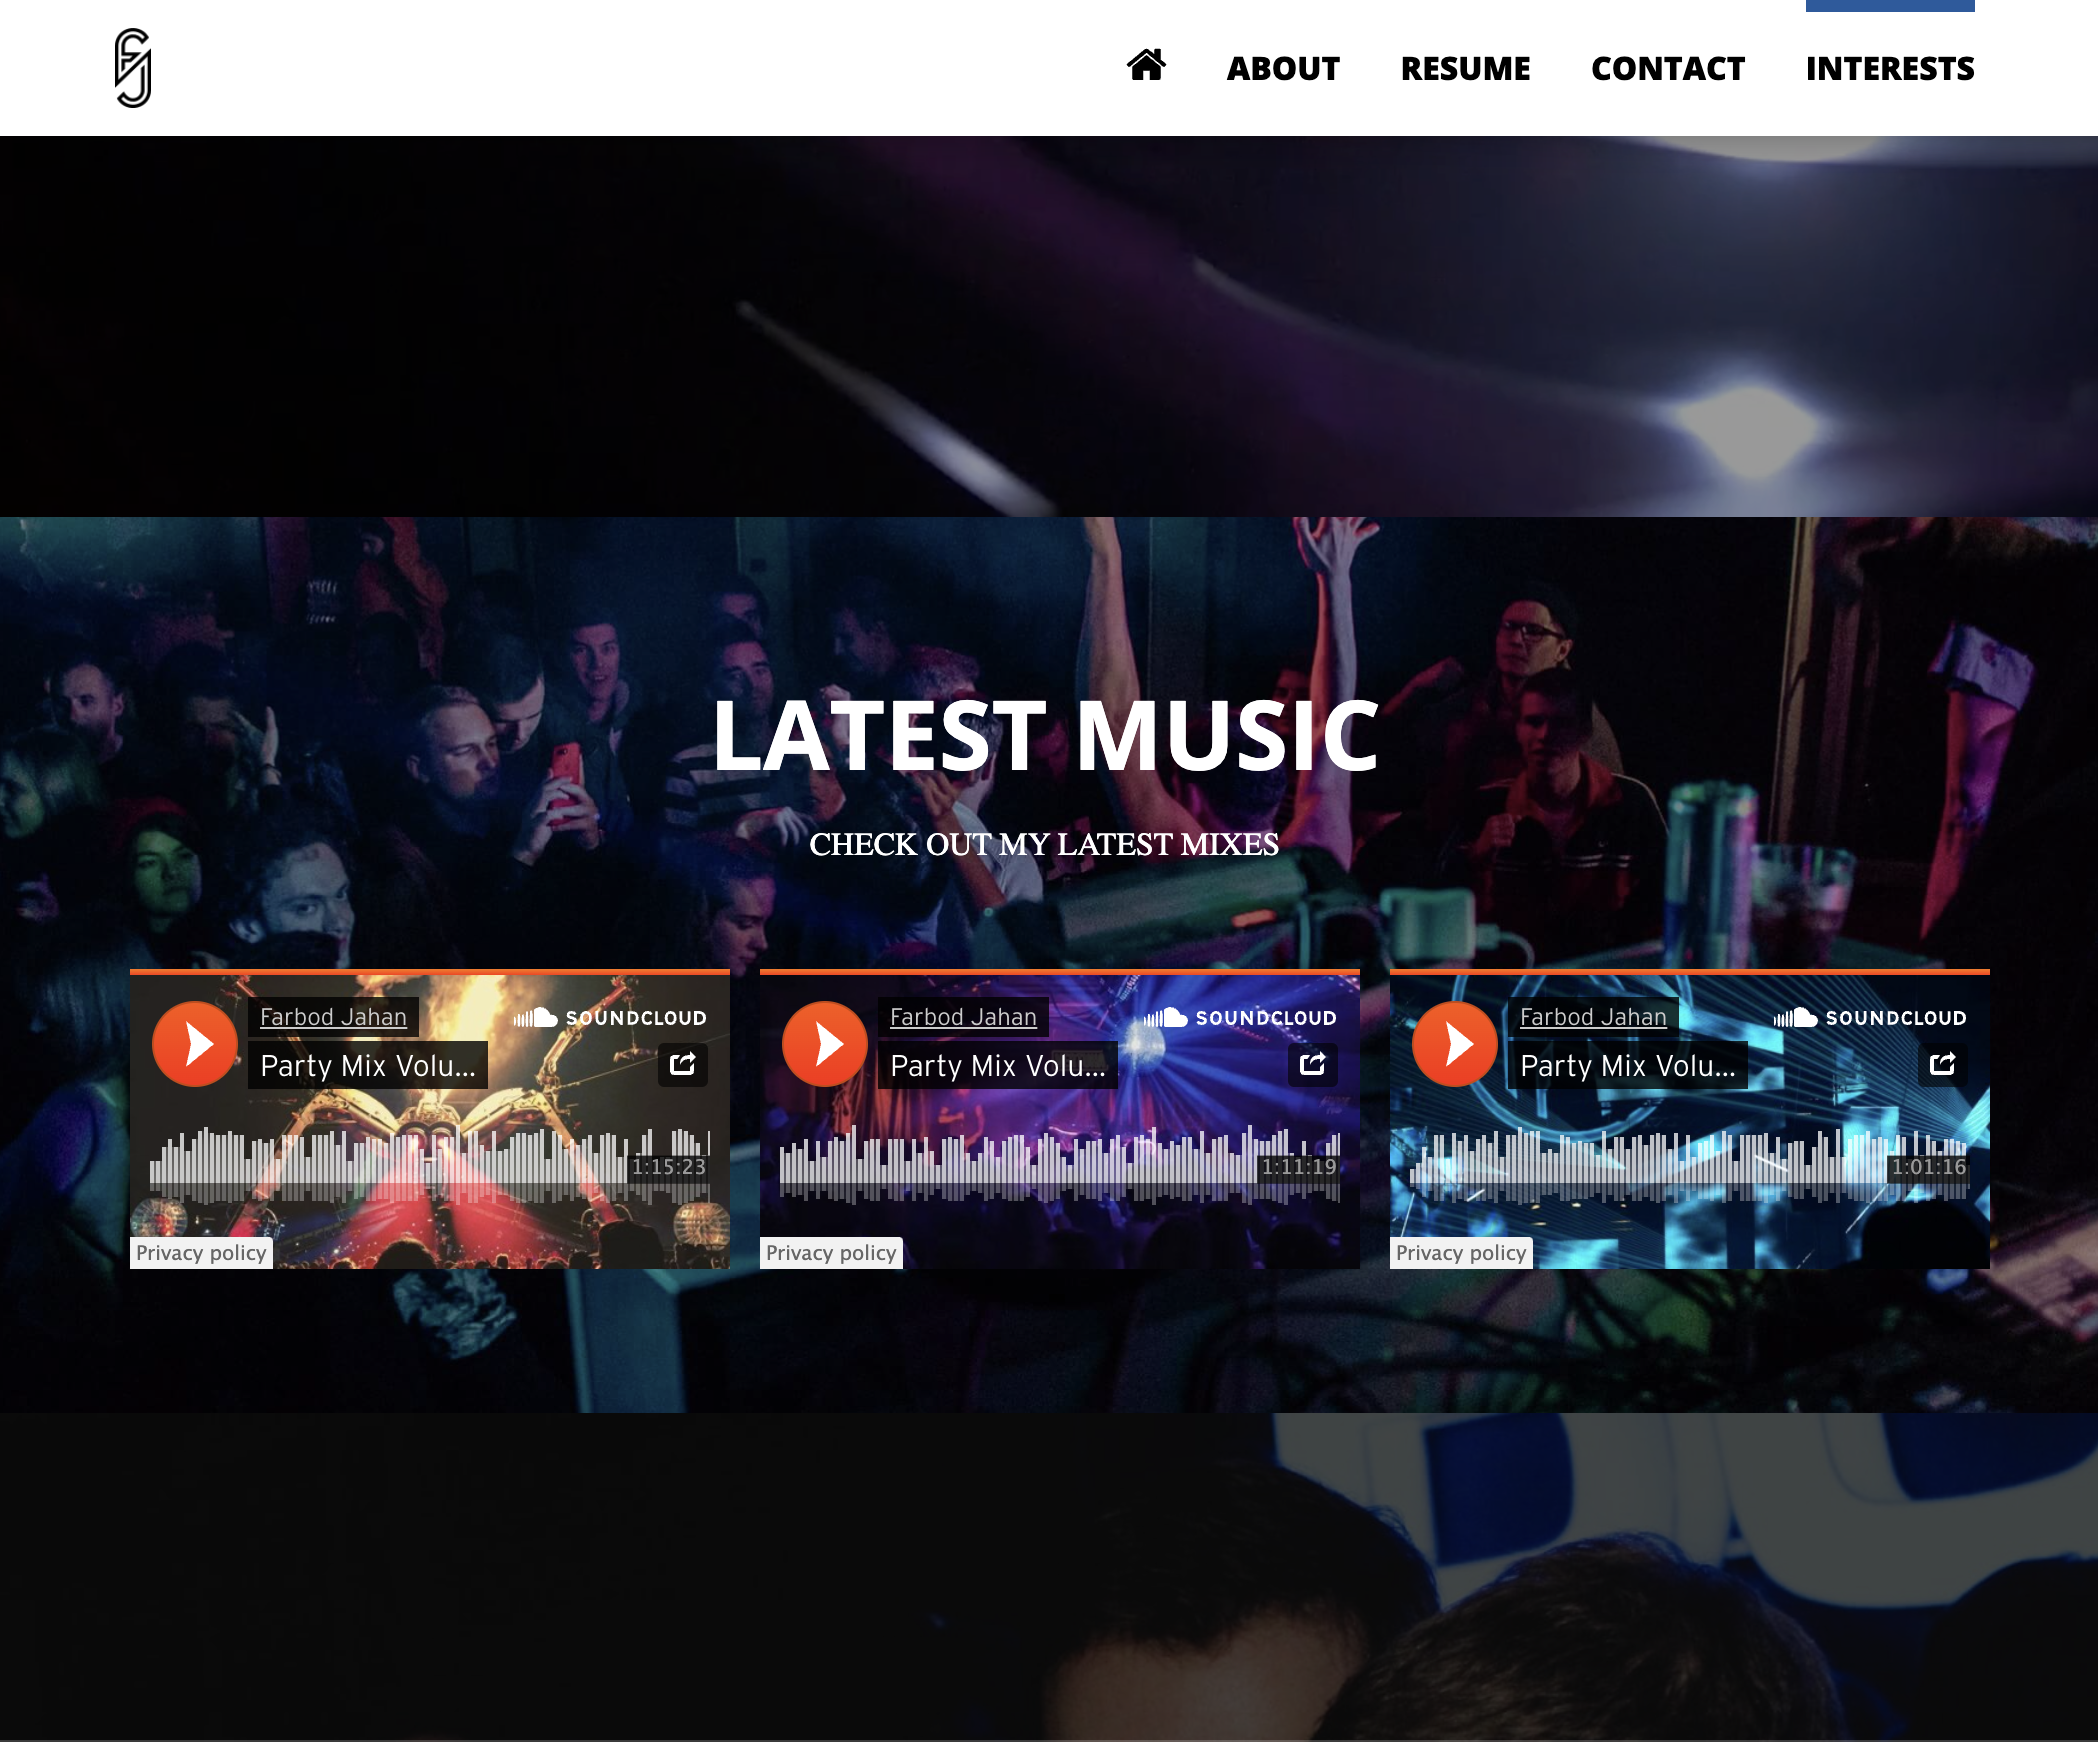 ABOUT RESUME CONTACT INTERESTS
LATEST MUSIC
CHECK OUT MY LATEST MIXES
Farbod Jahan
SOUNDCLOUD
Party Mix Volu...
1:15:23
Privacy policy
Farbod Jahan
SOUNDCLOUD
Party Mix Volu...
1:11:19
Privacy policy
Farbod Jahan
SOUNDCLOUD
Party Mix Volu...
1:01:16
Privacy policy